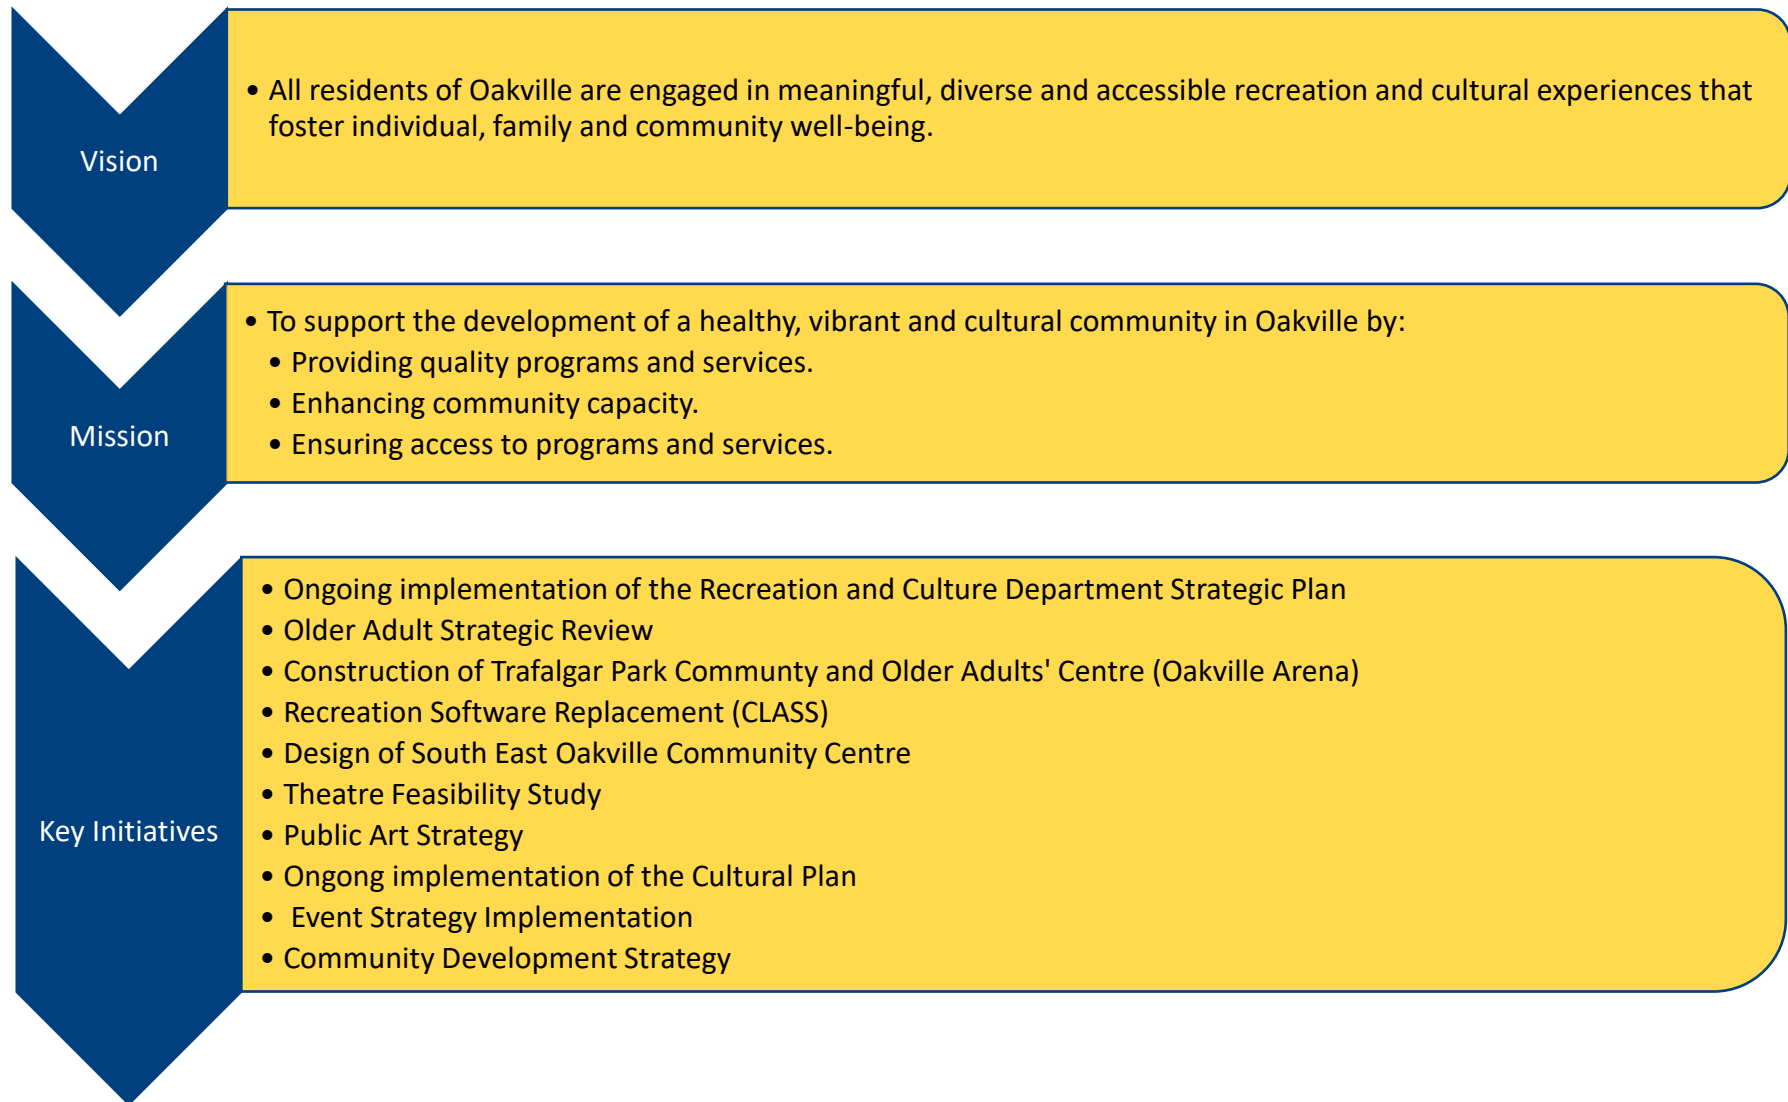 Vision
• All residents of Oakville are engaged in meaningful, diverse and accessible recreation and cultural experiences that
foster individual, family and community well-being.
Mission
• To support the development of a healthy, vibrant and cultural community in Oakville by:
• Providing quality programs and services.
• Enhancing community capacity.
• Ensuring access to programs and services.
Key Initiatives
• Ongoing implementation of the Recreation and Culture Department Strategic Plan
• Older Adult Strategic Review
• Construction of Trafalgar Park Communty and Older Adults' Centre (Oakville Arena)
• Recreation Software Replacement (CLASS)
• Design of South East Oakville Community Centre
• Theatre Feasibility Study
• Public Art Strategy
• Ongong implementation of the Cultural Plan
• Event Strategy Implementation
• Community Development Strategy